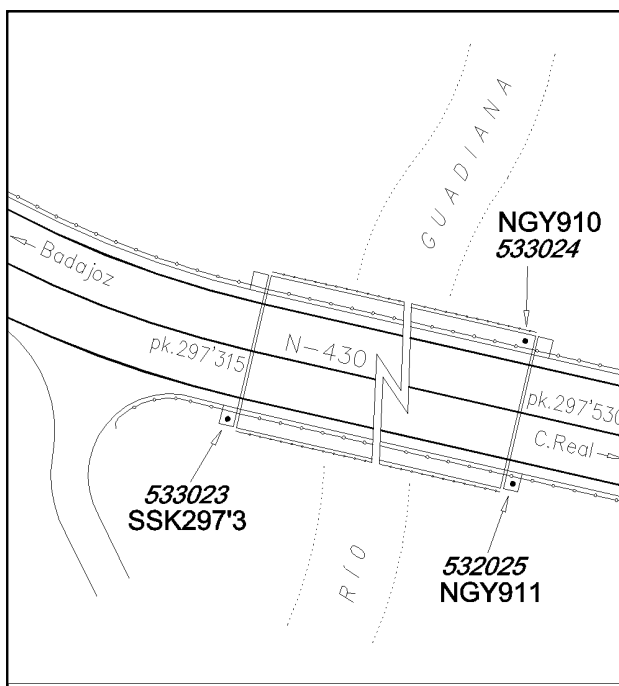 GUADIANA
NGY910
533024
← Badajoz
N-430
pk.297'315
pk.297'530
C.Real →
533023
SSK297'3
532025
NGY911
RÍO